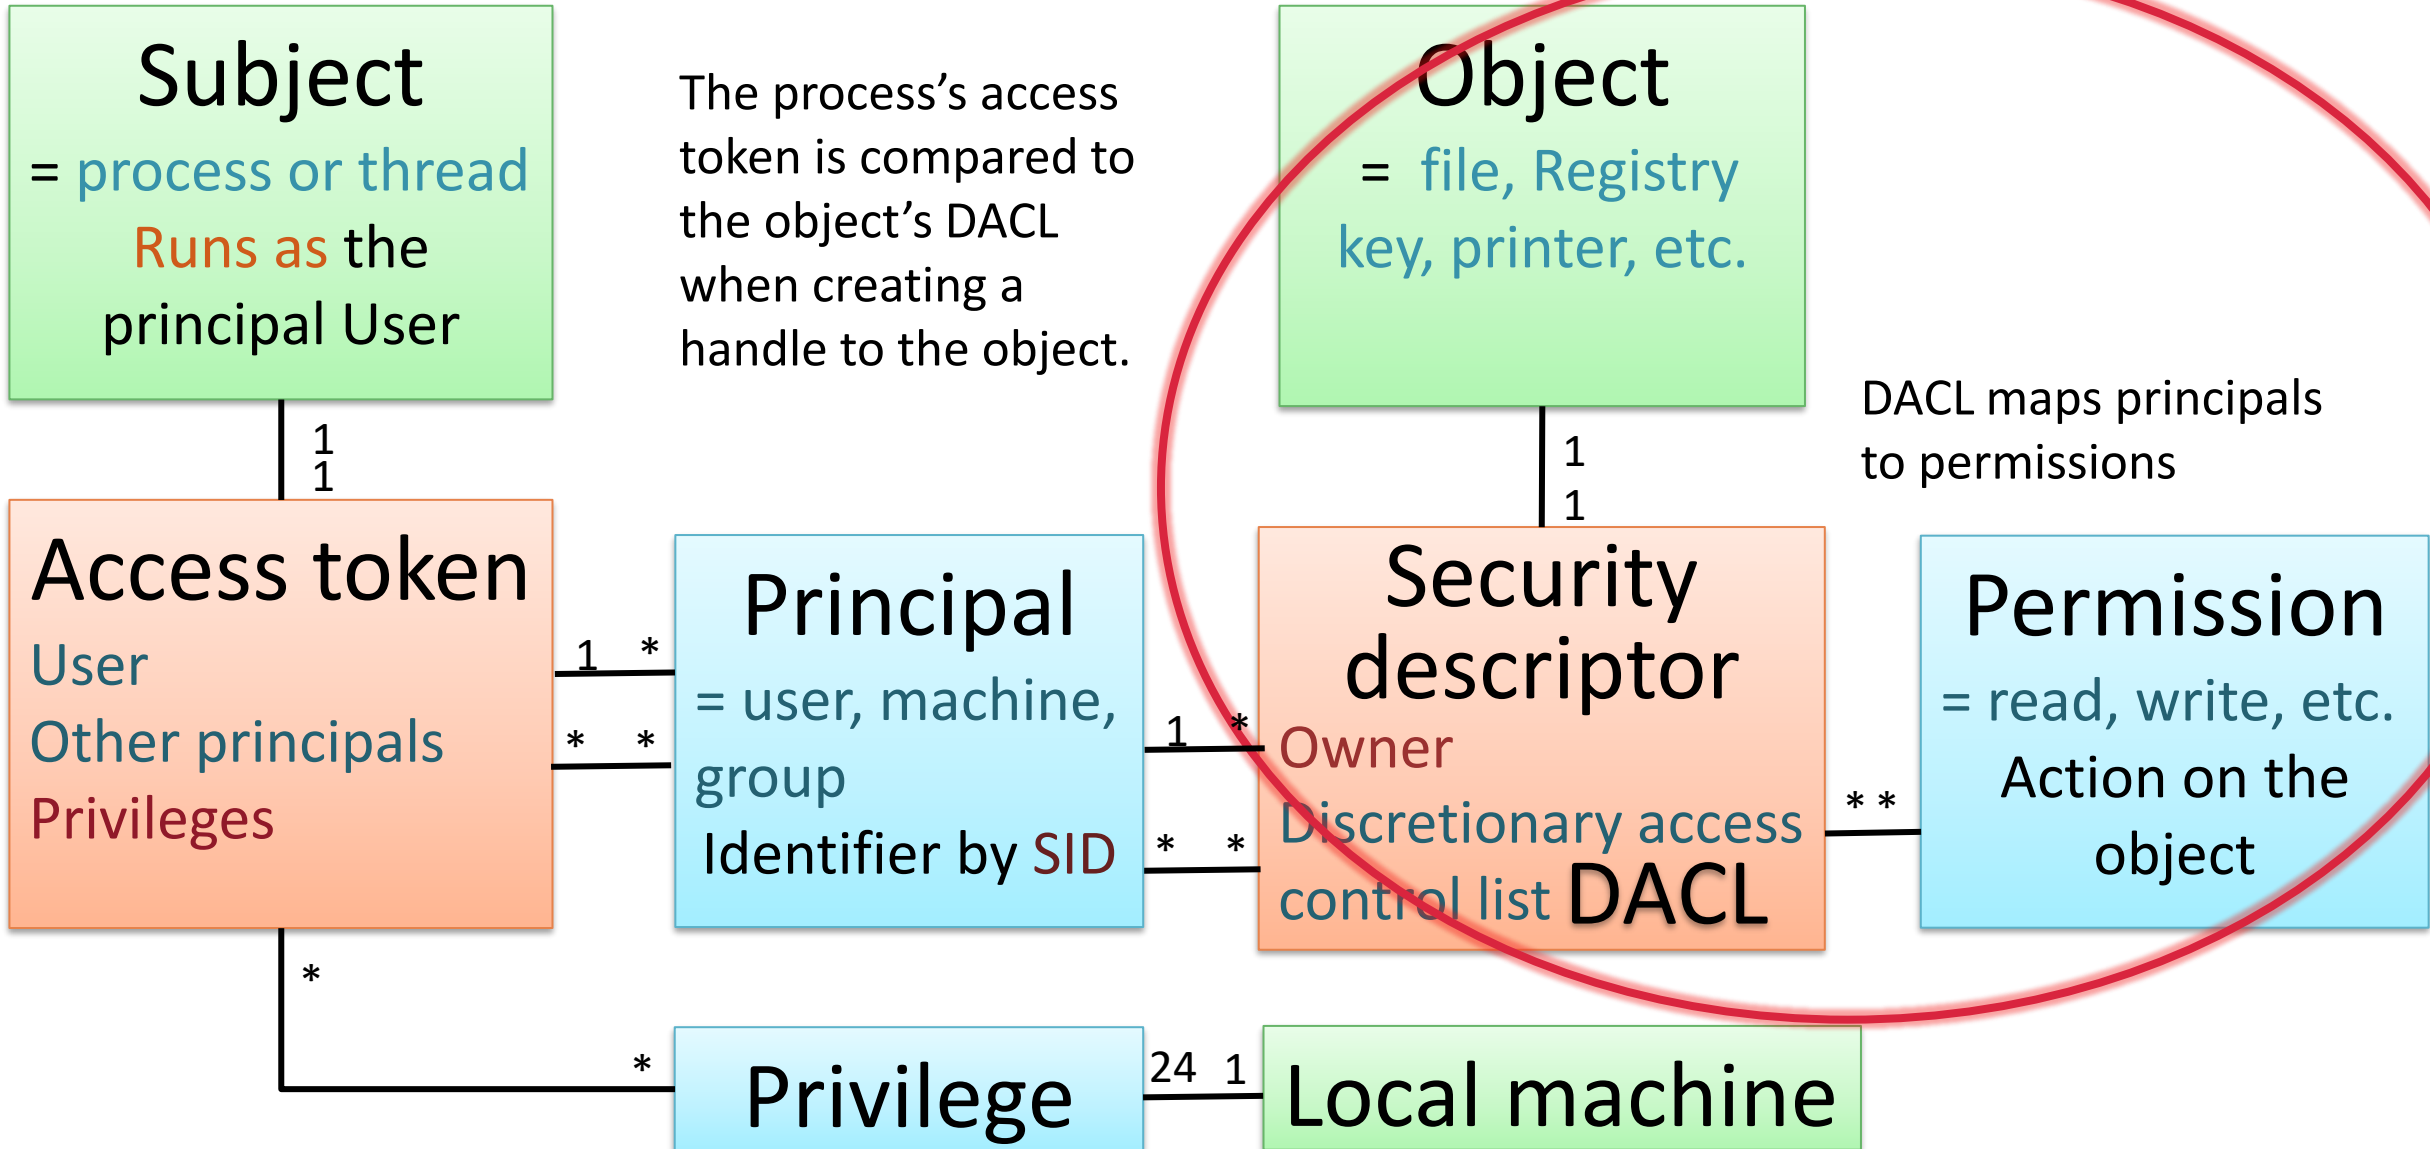 Subject
= process or thread
Runs as the
principal User
The process’s access
token is compared to
the object’s DACL
when creating a
handle to the object.
Object
= file, Registry
key, printer, etc.
DACL maps principals
to permissions
1
1
1
1
Access token
User
Other principals
Privileges
1 *
* *
Principal
= user, machine,
group
Identifier by SID
1 *
* *
Security
descriptor
Owner
Discretionary access
control list DACL
* *
Permission
= read, write, etc.
Action on the
object
*
*
Privilege
24 1
Local machine